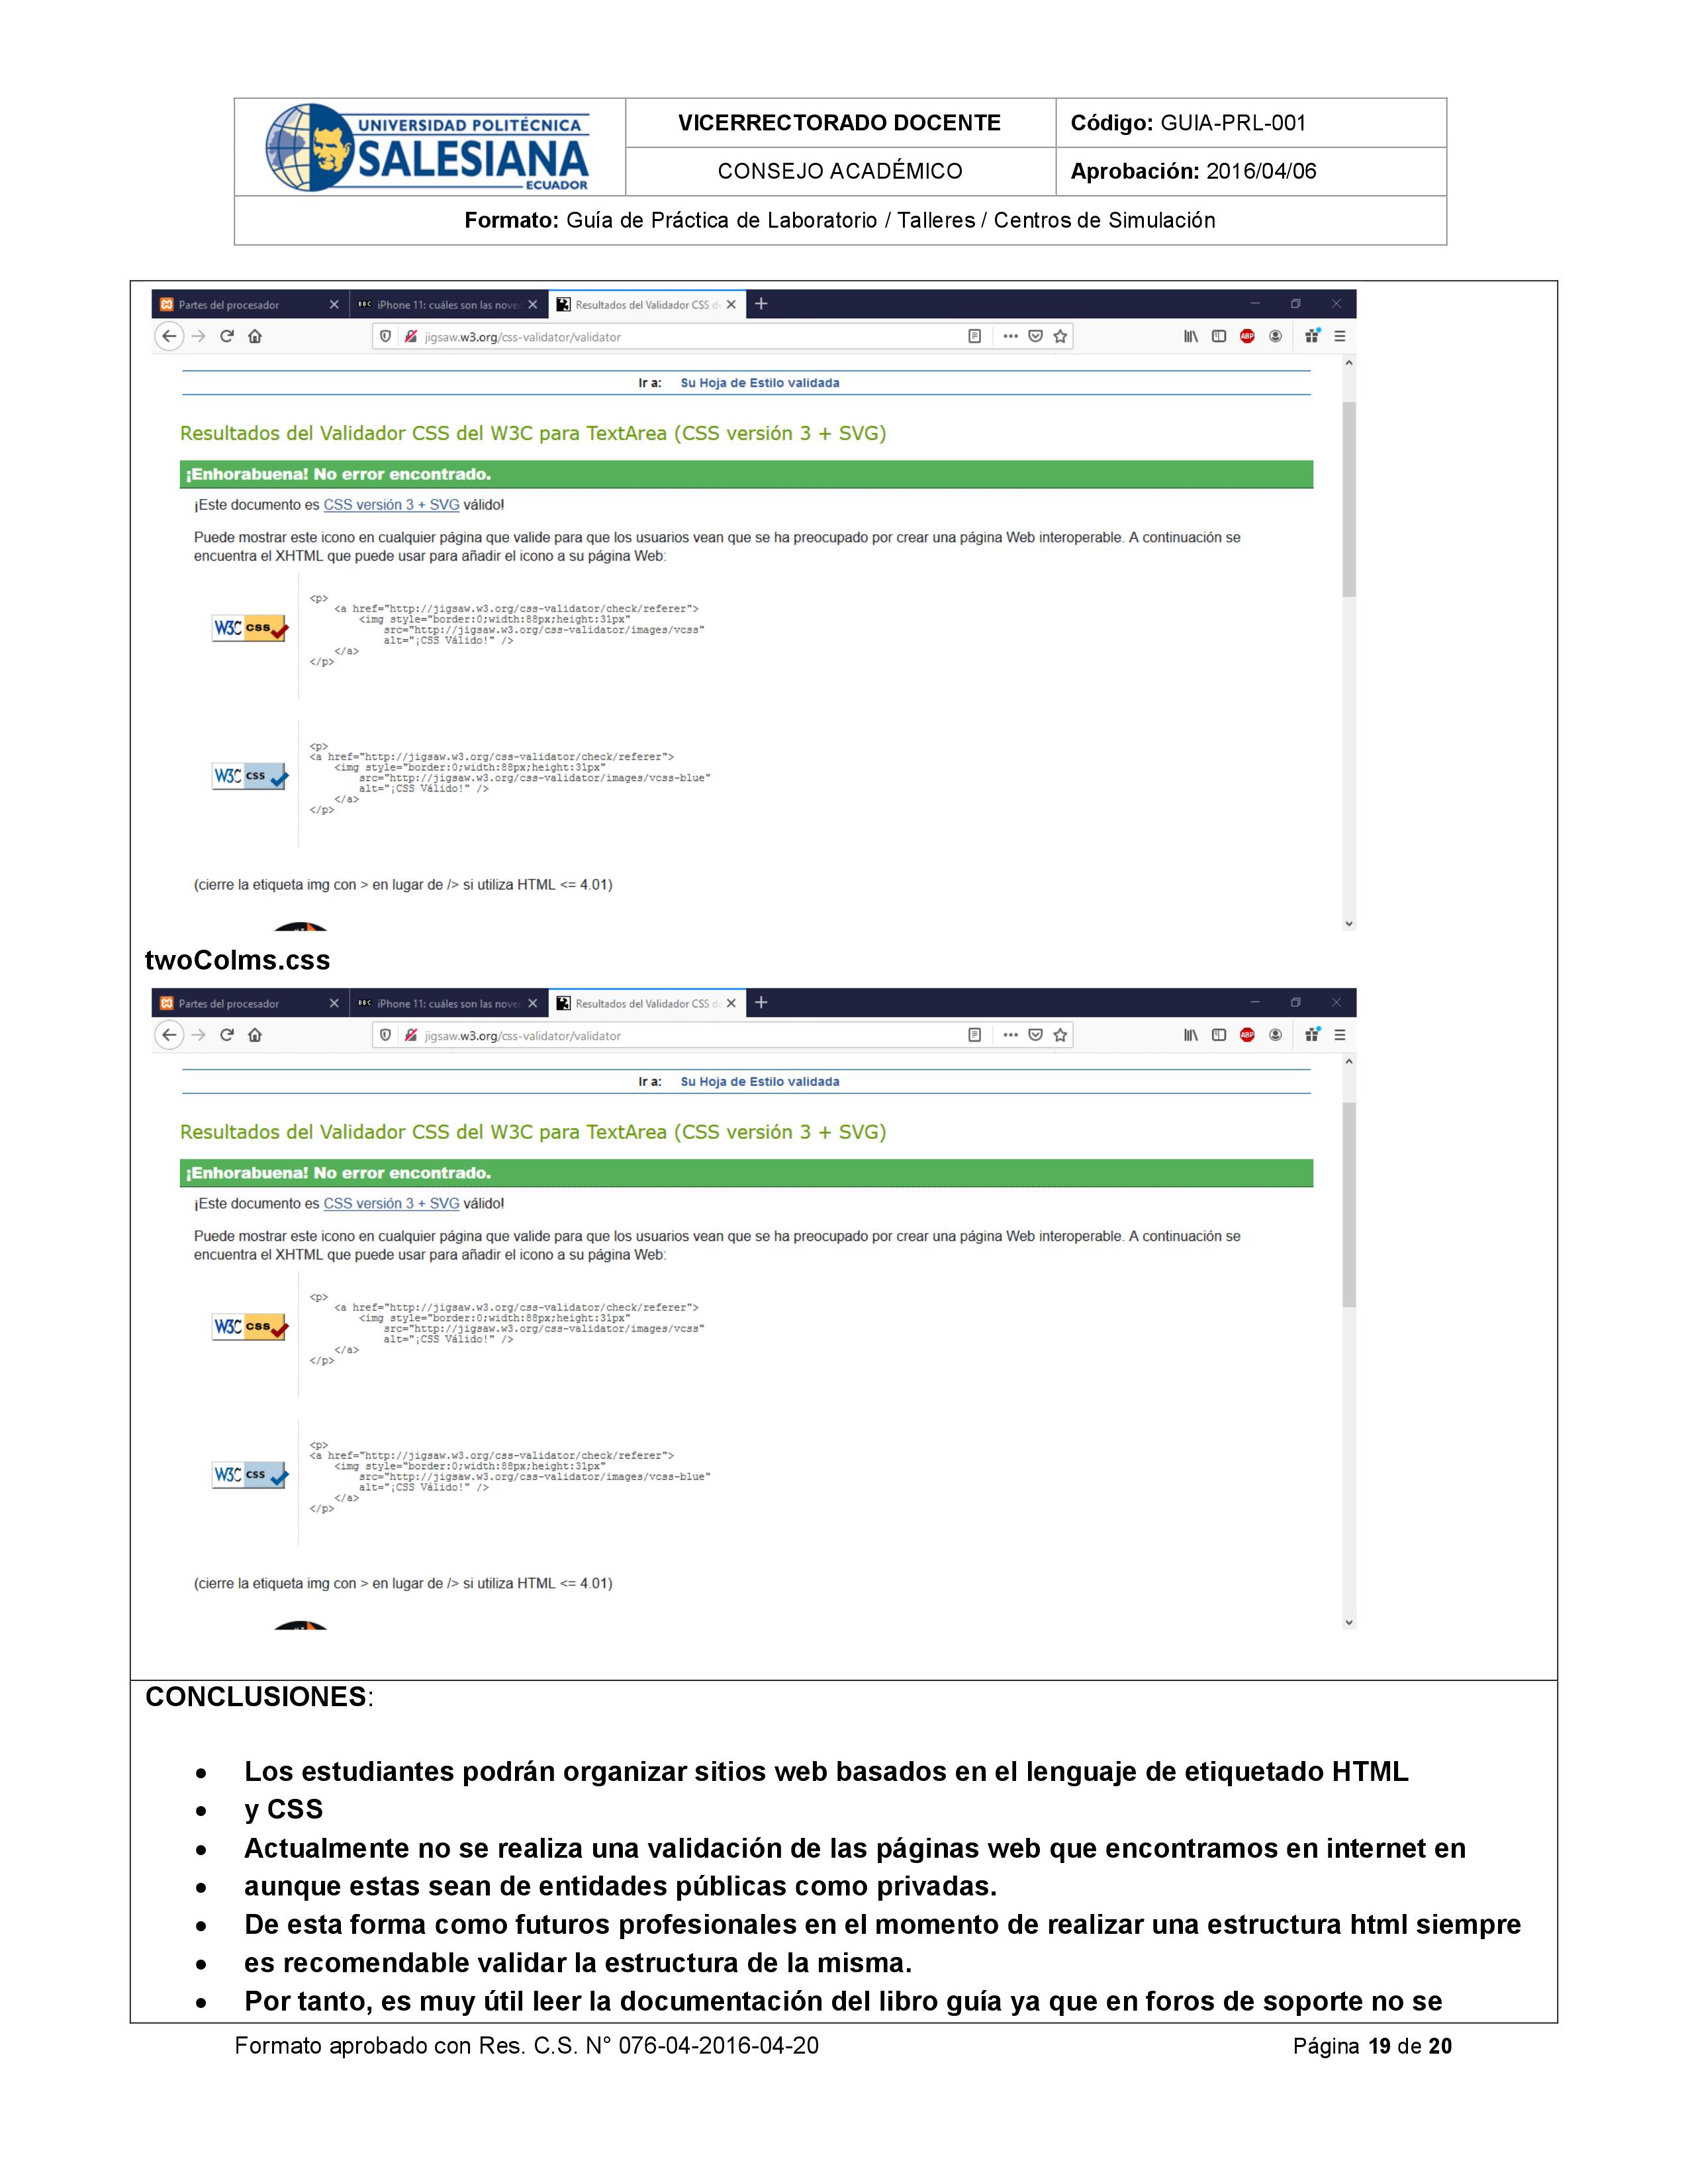 UNIVERSIDAD POLITÉCNICA
SALESIANA
ECUADOR
VICERRECTORADO DOCENTE
Código: GUIA-PRL-001
CONSEJO ACADÉMICO
Aprobación: 2016/04/06
Formato: Guía de Práctica de Laboratorio / Talleres / Centros de Simulación
Partes del procesador
BBC iPhone 11: cuáles son las nove
Resultados del Validador CSS d
jigsaw.w3.org/css-validator/validator
ABP
Ir a: Su Hoja de Estilo validada
Resultados del Validador CSS del W3C para TextArea (CSS versión 3 + SVG)
¡Enhorabuena! No error encontrado.
¡Este documento es CSS versión 3 + SVG válido!
Puede mostrar este icono en cualquier página que valide para que los usuarios vean que se ha preocupado por crear una página Web interoperable. A continuación se
encuentra el XHTML que puede usar para añadir el icono a su página Web:
W3C css
<p>
<a href="http://jigsaw.w3.org/css-validator/check/referer">
<img style="border:0;width:88px;height:31px"
src="http://jigsaw.w3.org/css-validator/images/vcss"
alt="¡CSS Válido!" />
</a>
</p>
W3C css
<p>
<a href="http://jigsaw.w3.org/css-validator/check/referer">
<img style="border:0;width:88px;height:31px"
src="http://jigsaw.w3.org/css-validator/images/vcss-blue"
alt="¡CSS Válido!" />
</a>
</p>
(cierre la etiqueta img con > en lugar de /> si utiliza HTML <= 4.01)
twoColms.css
Partes del procesador
BBC iPhone 11: cuáles son las nove
Resultados del Validador CSS d
jigsaw.w3.org/css-validator/validator
ABP
Ir a: Su Hoja de Estilo validada
Resultados del Validador CSS del W3C para TextArea (CSS versión 3 + SVG)
¡Enhorabuena! No error encontrado.
¡Este documento es CSS versión 3 + SVG válido!
Puede mostrar este icono en cualquier página que valide para que los usuarios vean que se ha preocupado por crear una página Web interoperable. A continuación se
encuentra el XHTML que puede usar para añadir el icono a su página Web:
W3C css
<p>
<a href="http://jigsaw.w3.org/css-validator/check/referer">
<img style="border:0;width:88px;height:31px"
src="http://jigsaw.w3.org/css-validator/images/vcss"
alt="¡CSS Válido!" />
</a>
</p>
W3C css
<p>
<a href="http://jigsaw.w3.org/css-validator/check/referer">
<img style="border:0;width:88px;height:31px"
src="http://jigsaw.w3.org/css-validator/images/vcss-blue"
alt="¡CSS Válido!" />
</a>
</p>
(cierre la etiqueta img con > en lugar de /> si utiliza HTML <= 4.01)
CONCLUSIONES:
• Los estudiantes podrán organizar sitios web basados en el lenguaje de etiquetado HTML
• y CSS
• Actualmente no se realiza una validación de las páginas web que encontramos en internet en
• aunque estas sean de entidades públicas como privadas.
• De esta forma como futuros profesionales en el momento de realizar una estructura html siempre
• es recomendable validar la estructura de la misma.
• Por tanto, es muy útil leer la documentación del libro guía ya que en foros de soporte no se
Formato aprobado con Res. C.S. N° 076-04-2016-04-20
Página 19 de 20